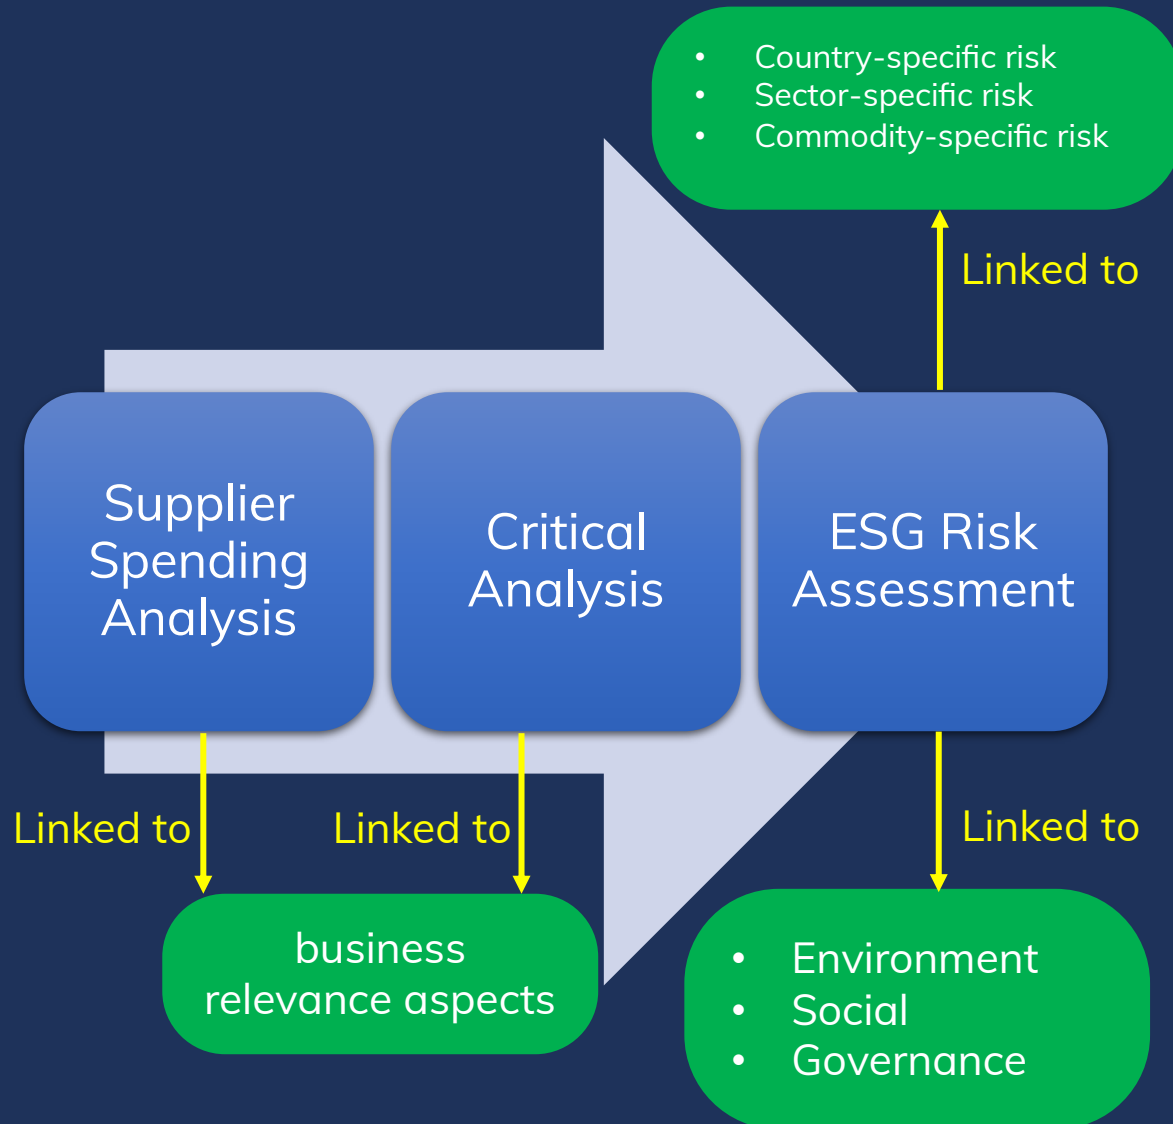 • Country-specific risk
• Sector-specific risk
• Commodity-specific risk
Linked to
Supplier
Spending
Analysis
Critical
Analysis
ESG Risk
Assessment
Linked to
Linked to
Linked to
business
relevance aspects
• Environment
• Social
• Governance